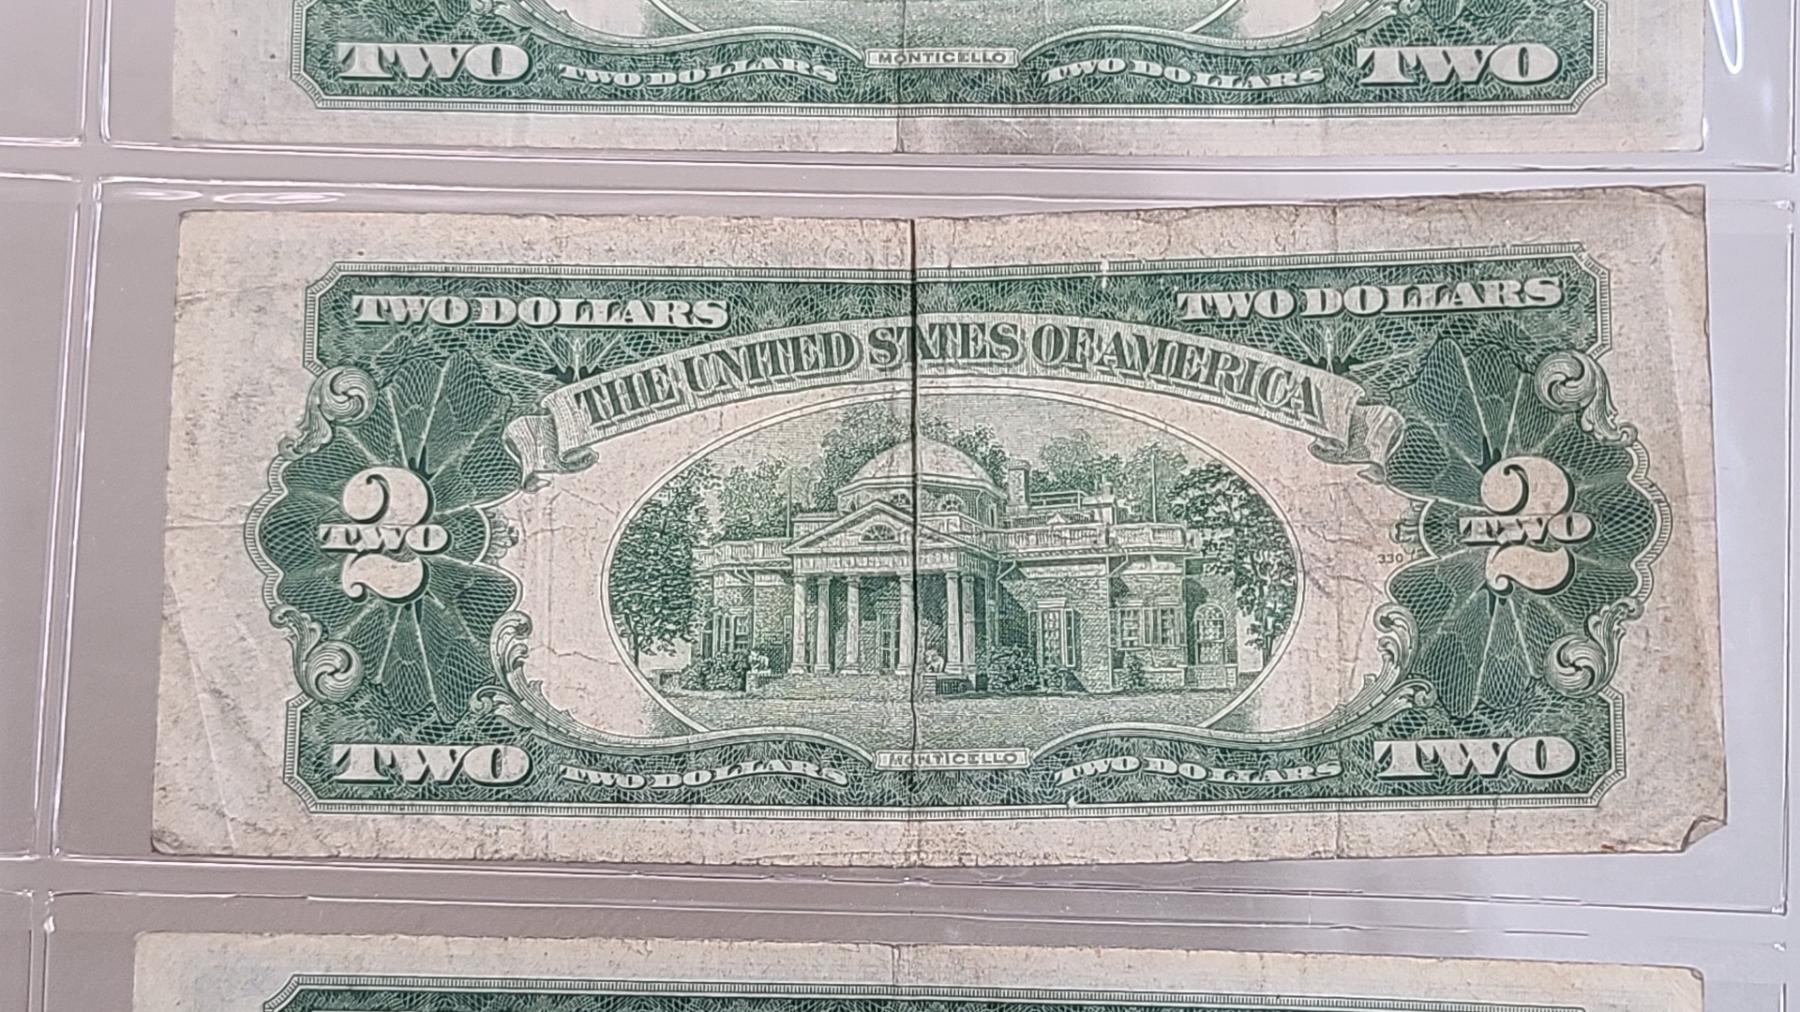 TWO TWO DOLLARS MONTICELLO TWO DOLLARS TWO
TWO DOLLARS TWO DOLLARS
THE UNITED STATES OF AMERICA
2 TWO 2 TWO
330
TWO TWO DOLLARS MONTICELLO TWO DOLLARS TWO